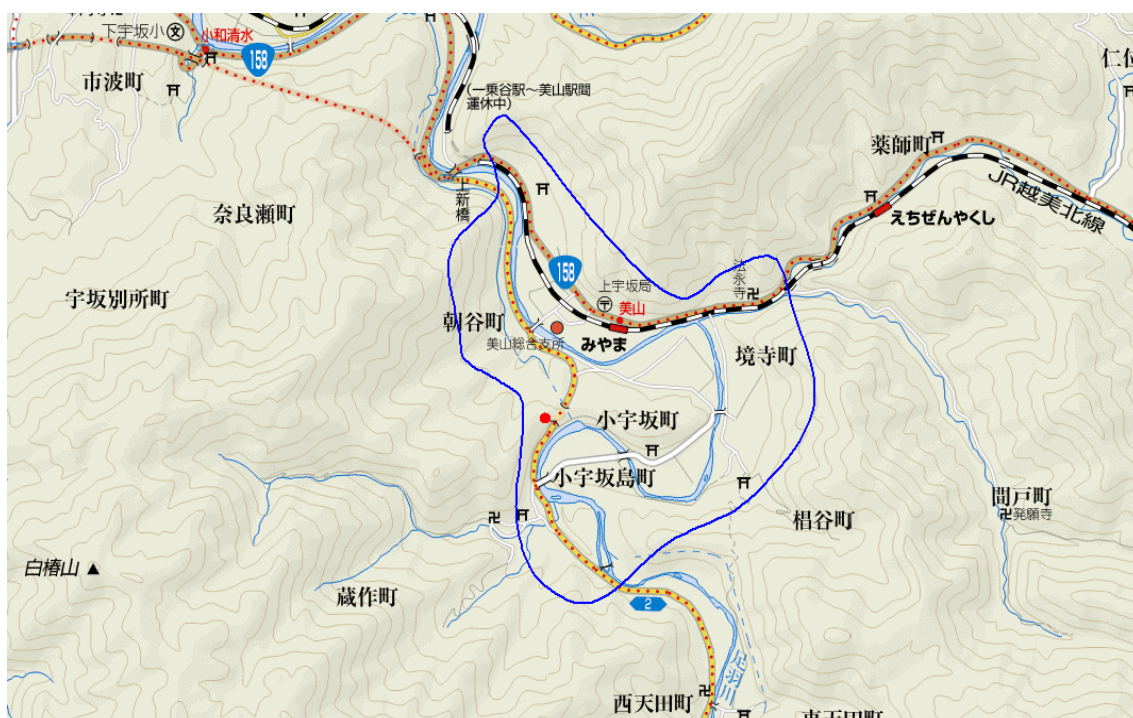 下宇坂小
小和清水
158
市波町
(一乗谷駅～美山駅間
運休中)
仁位
薬師町
JR越美北線
えちぜんやくし
上新橋
奈良瀬町
宇坂別所町
158
上宇坂局
美山
法永寺
朝谷町
美山総合支所
みやま
境寺町
小宇坂町
小宇坂島町
椙谷町
間戸町
発願寺
白椿山
蔵作町
2
足羽川
西天田町
東天田町